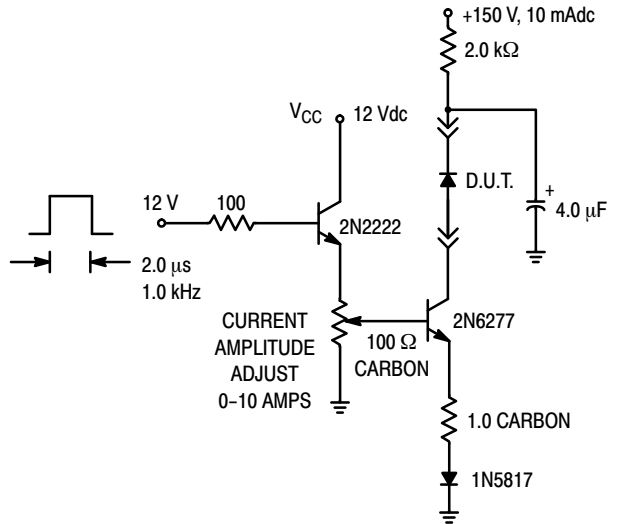 +150 V, 10 mAdc
2.0 kΩ
VCC
12 Vdc
D.U.T.
+
4.0 μF
12 V
100
2N2222
2.0 μs
1.0 kHz
CURRENT
AMPLITUDE
ADJUST
0-10 AMPS
100 Ω
CARBON
2N6277
1.0 CARBON
1N5817